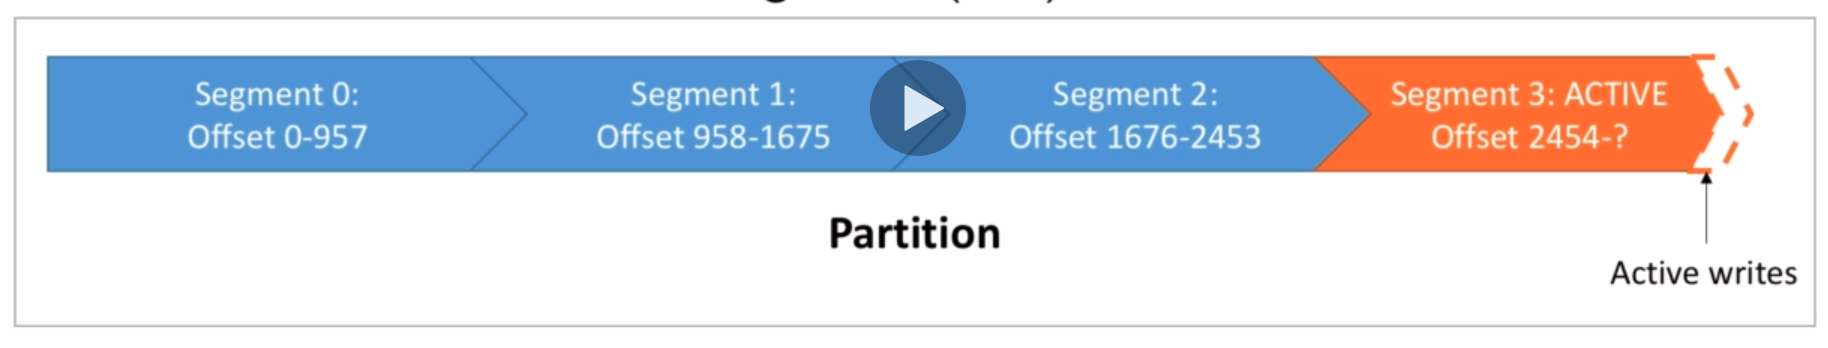 Segment 0:
Offset 0-957
Segment 1:
Offset 958-1675
Segment 2:
Offset 1676-2453
Segment 3: ACTIVE
Offset 2454-?
Partition
Active writes